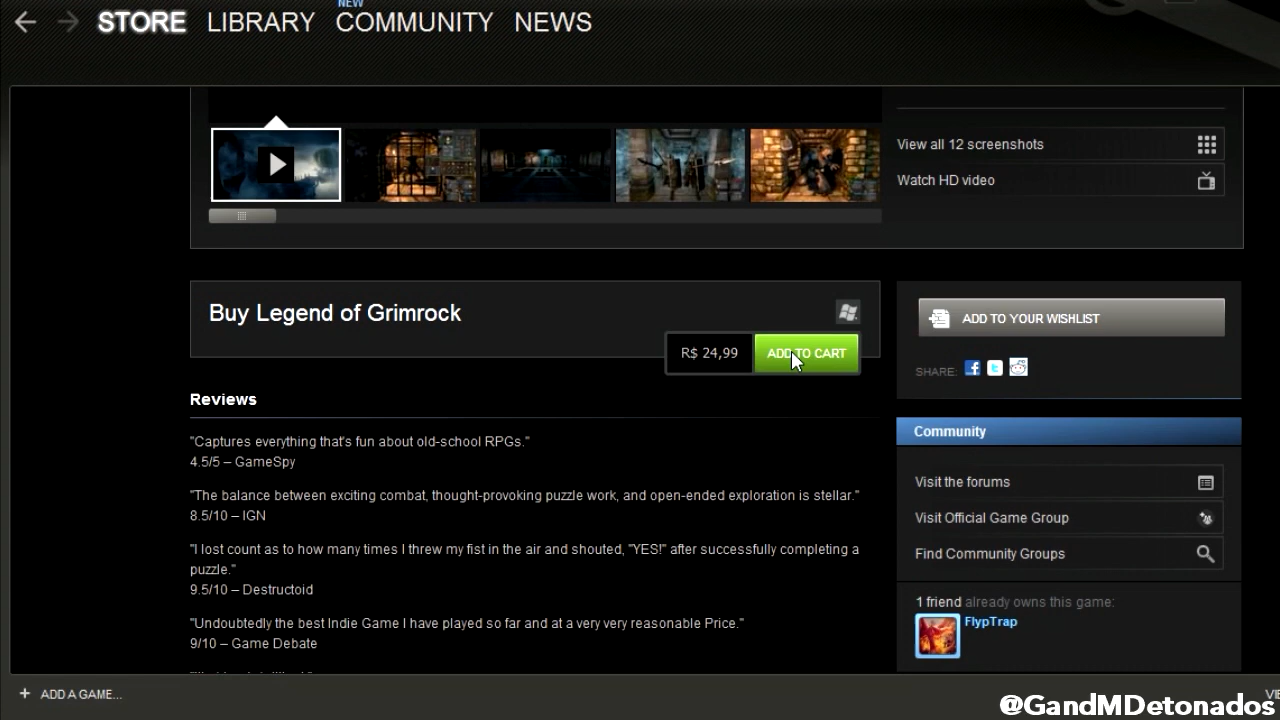 NEW
STORE LIBRARY COMMUNITY NEWS
View all 12 screenshots
Watch HD video
Buy Legend of Grimrock
R$ 24,99 ADD TO CART
ADD TO YOUR WISHLIST
SHARE:
Reviews
"Captures everything that's fun about old-school RPGs."
4.5/5 – GameSpy
"The balance between exciting combat, thought-provoking puzzle work, and open-ended exploration is stellar."
8.5/10 – IGN
"I lost count as to how many times I threw my fist in the air and shouted, "YES!" after successfully completing a
puzzle."
9.5/10 – Destructoid
"Undoubtedly the best Indie Game I have played so far and at a very very reasonable Price."
9/10 – Game Debate
Community
Visit the forums
Visit Official Game Group
Find Community Groups
1 friend already owns this game:
FlypTrap
+ ADD A GAME...
@GandMDetonados